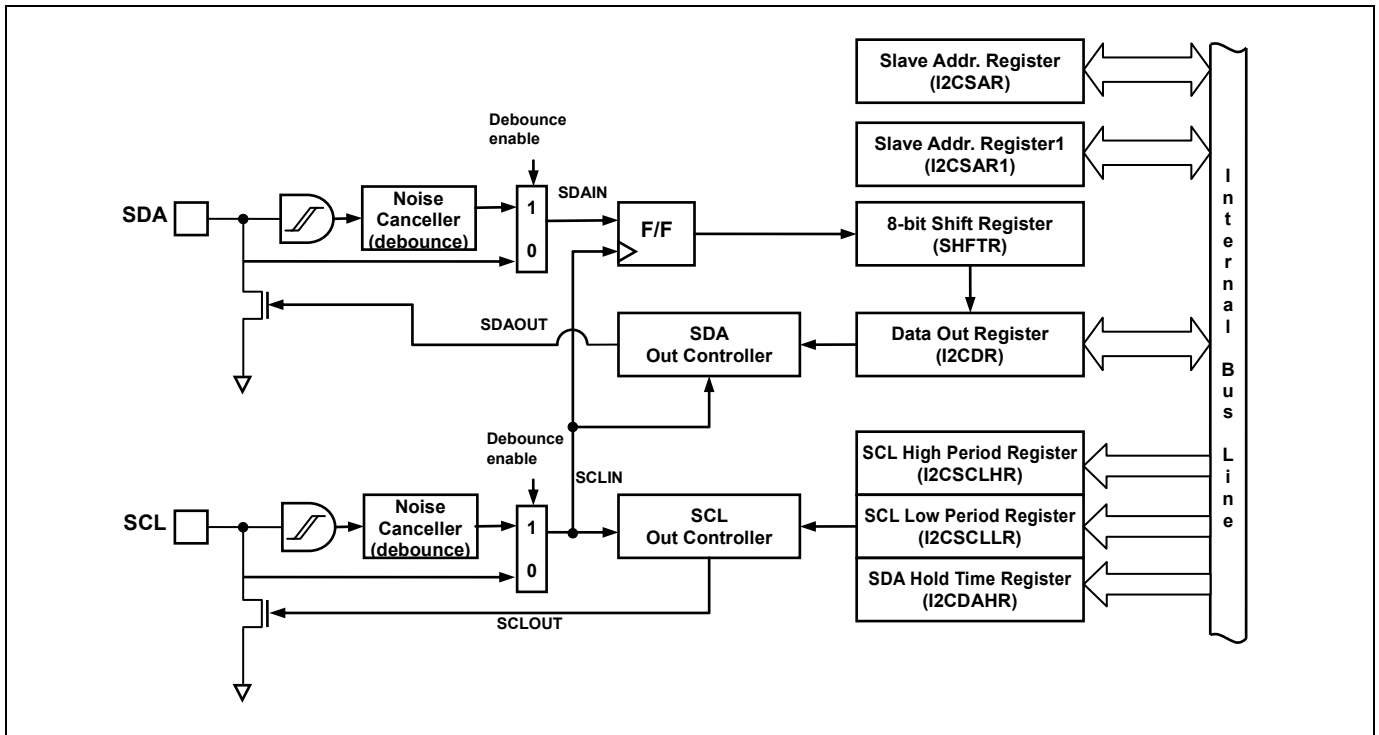 Slave Addr. Register
(I2CSAR)
Debounce
enable
Slave Addr. Register1
(I2CSAR1)
SDA
Noise
Canceller
(debounce)
1
0
SDAIN
F/F
8-bit Shift Register
(SHFTR)
SDAOUT
SDA
Out Controller
Data Out Register
(I2CDR)
Internal Bus Line
Debounce
enable
SCLIN
SCL High Period Register
(I2CSCLHR)
SCL
Noise
Canceller
(debounce)
1
0
SCL
Out Controller
SCL Low Period Register
(I2CSCLLR)
SDA Hold Time Register
(I2CDAHR)
SCLOUT